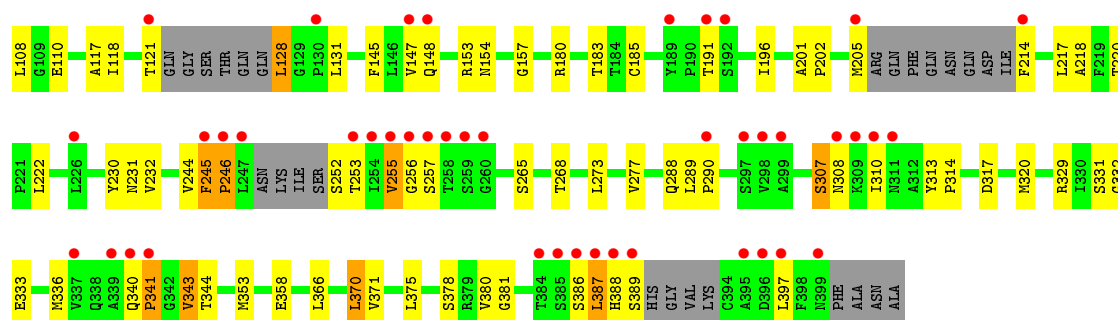 L108 G109 E110 A117 I118 T121 GLN GLY SER THR GLN GLN L128 G129 P130 L131 F145 L146 V147 Q148 R153 N154 G157 R180 T183 T184 C185 Y189 P190 T191 S192 I196 A201 P202 M205 ARG GLN PHE GLN ASN GLN ASP ILE F214 L217 A218 F219 T220
P221 L222 L226 Y230 N231 V232 V244 F245 P246 L247 ASN LYS ILE SER S252 T253 I254 V255 G256 S257 T258 S259 G260 S265 T268 L273 V277 Q288 L289 P290 S297 V298 A299 S307 N308 K309 I310 N311 A312 Y313 P314 D317 M320 R329 I330 S331 C332
E333 M336 V337 Q338 A339 Q340 P341 G342 V343 T344 M353 E358 L366 L370 V371 L375 S378 R379 V380 G381 T384 S385 S386 L387 H388 S389 HIS GLY VAL LYS C394 A395 D396 L397 F398 N399 PHE ALA ASN ALA